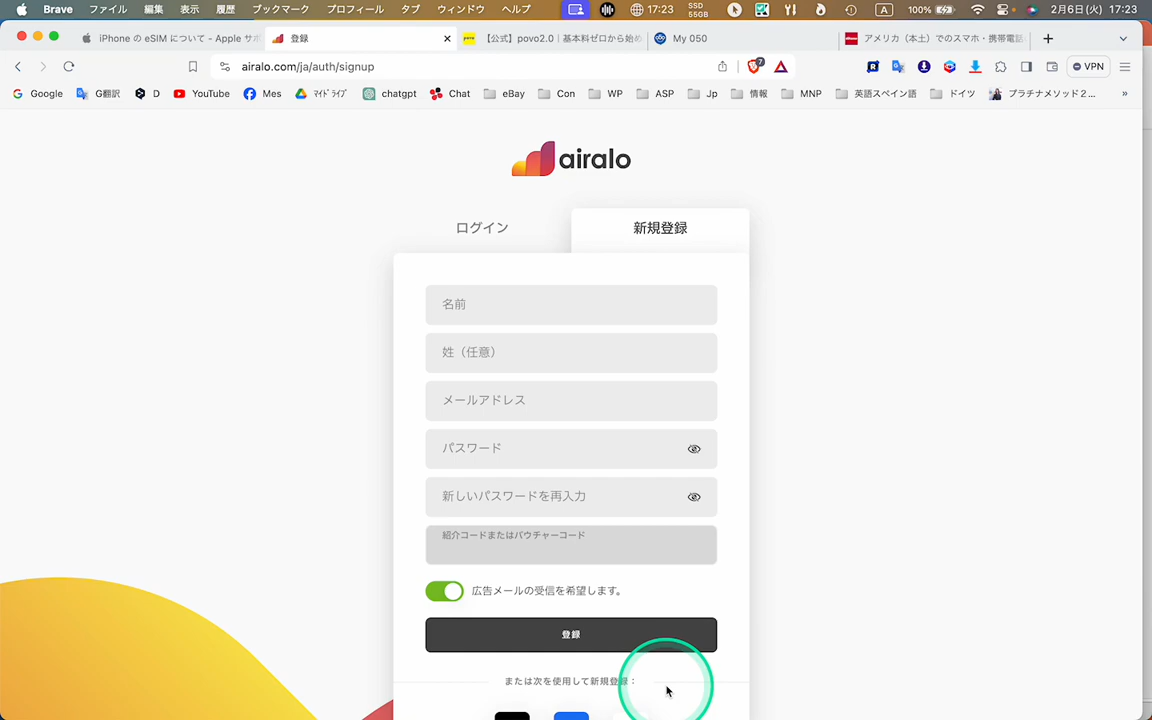 Brave ファイル 編集 表示 履歴 ブックマーク プロフィール タブ ウィンドウ ヘルプ 17:23 SSD 55GB A 100% 2月6日(火) 17:23
iPhone の eSIM について - Apple サポ 登録 【公式】povo2.0｜基本料ゼロから始め My 050 アメリカ（本土）でのスマホ・携帯電話
airalo.com/ja/auth/signup 7 VPN
Google G翻訳 D YouTube Mes マイドライブ chatgpt Chat eBay Con WP ASP Jp 情報 MNP 英語スペイン語 ドイツ プラチナメソッド２... »
airalo
ログイン 新規登録
名前
姓（任意）
メールアドレス
パスワード
新しいパスワードを再入力
紹介コードまたはバウチャーコード
広告メールの受信を希望します。
登録
または次を使用して新規登録：